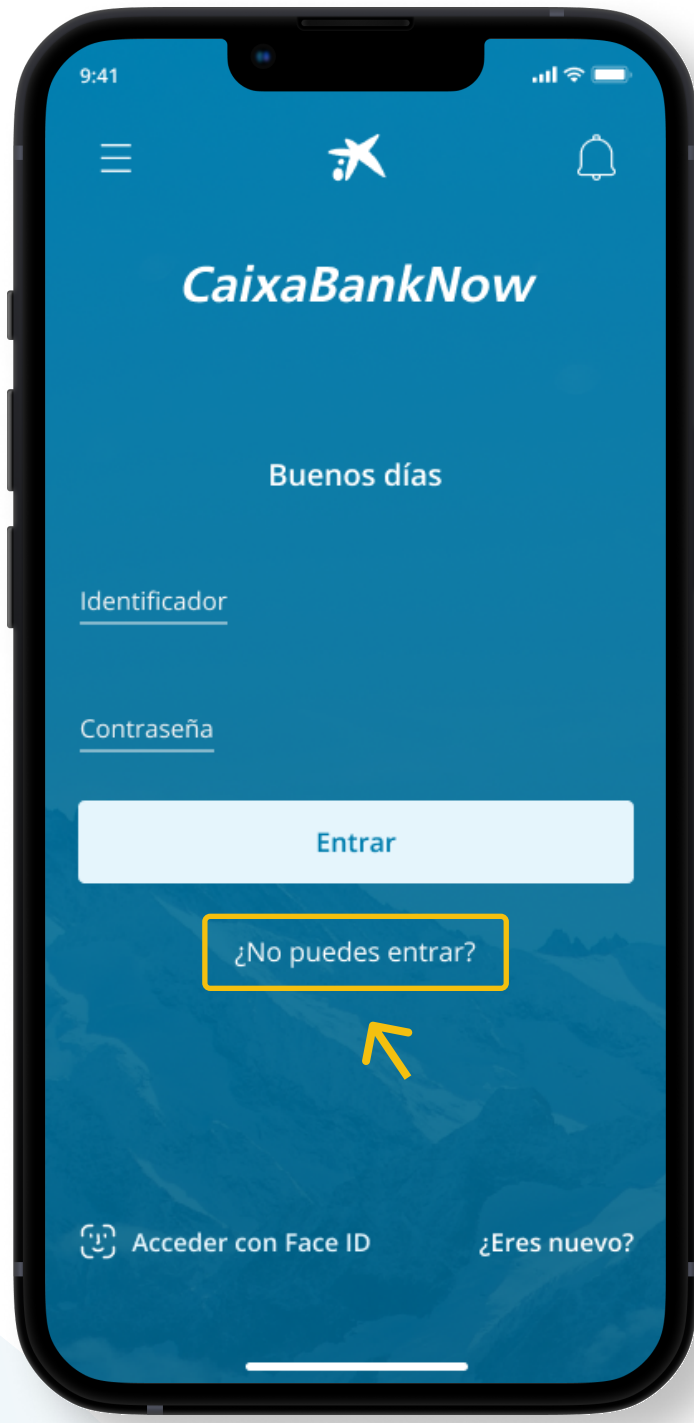 9:41
CaixaBankNow
Buenos días
Identificador
Contraseña
Entrar
¿No puedes entrar?
Acceder con Face ID
¿Eres nuevo?